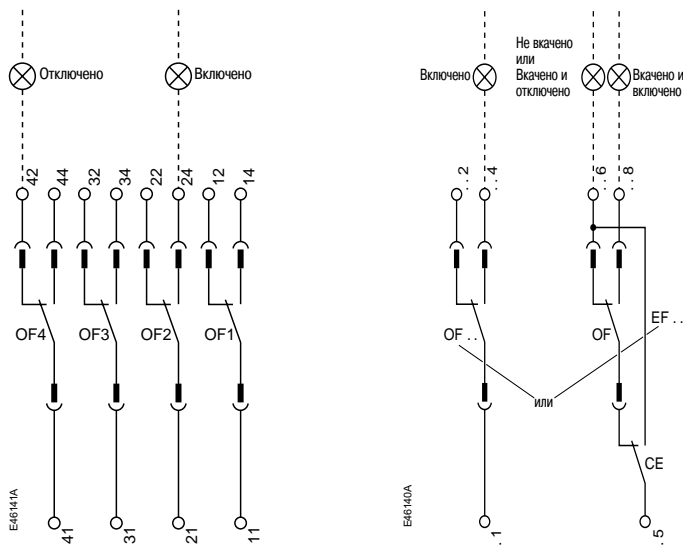 Отключено
Включено
42
44
32
34
22
24
12
14
OF4
OF3
OF2
OF1
41
31
21
11
E46141A
Включено
Не вкачено
или
Вкачено и
отключено
Вкачено и
включено
. . 2
. . 4
. . 6
. . 8
OF . .
OF
EF . .
или
CE
. . 1
. . 5
E46140A